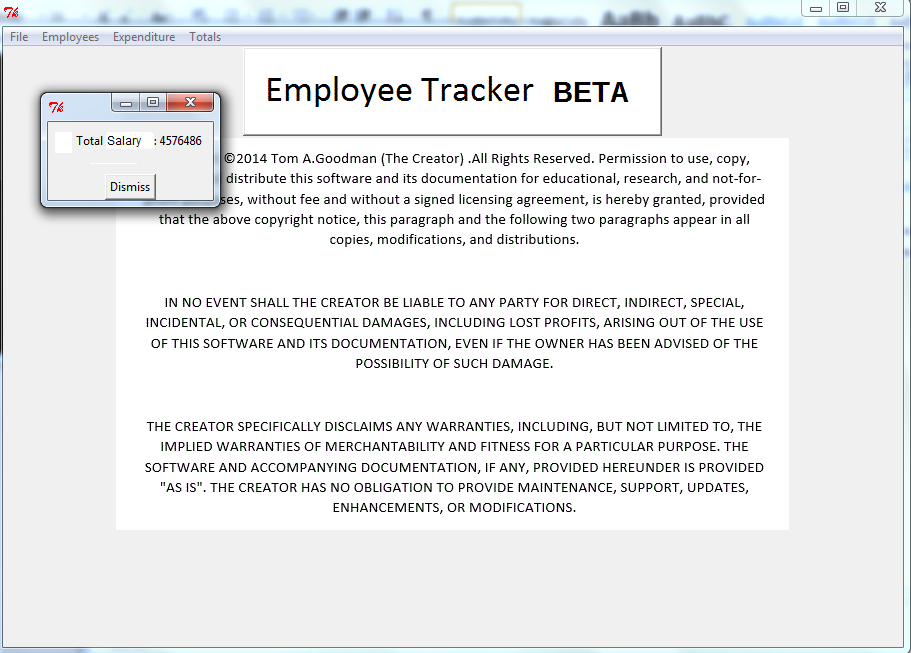 File Employees Expenditure Totals
Employee Tracker BETA
Total Salary : 4576486
Dismiss
©2014 Tom A.Goodman (The Creator) .All Rights Reserved. Permission to use, copy,
distribute this software and its documentation for educational, research, and not-for-
without fee and without a signed licensing agreement, is hereby granted, provided
that the above copyright notice, this paragraph and the following two paragraphs appear in all
copies, modifications, and distributions.
IN NO EVENT SHALL THE CREATOR BE LIABLE TO ANY PARTY FOR DIRECT, INDIRECT, SPECIAL,
INCIDENTAL, OR CONSEQUENTIAL DAMAGES, INCLUDING LOST PROFITS, ARISING OUT OF THE USE
OF THIS SOFTWARE AND ITS DOCUMENTATION, EVEN IF THE OWNER HAS BEEN ADVISED OF THE
POSSIBILITY OF SUCH DAMAGE.
THE CREATOR SPECIFICALLY DISCLAIMS ANY WARRANTIES, INCLUDING, BUT NOT LIMITED TO, THE
IMPLIED WARRANTIES OF MERCHANTABILITY AND FITNESS FOR A PARTICULAR PURPOSE. THE
SOFTWARE AND ACCOMPANYING DOCUMENTATION, IF ANY, PROVIDED HEREUNDER IS PROVIDED
"AS IS". THE CREATOR HAS NO OBLIGATION TO PROVIDE MAINTENANCE, SUPPORT, UPDATES,
ENHANCEMENTS, OR MODIFICATIONS.